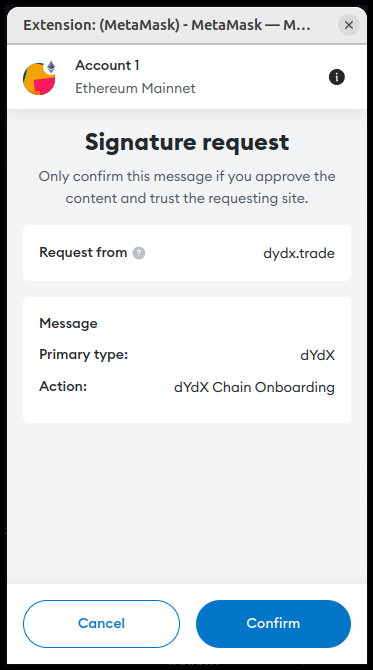 Extension: (MetaMask) - MetaMask — M...
Account 1
Ethereum Mainnet
Signature request
Only confirm this message if you approve the
content and trust the requesting site.
Request from dydx.trade
Message
Primary type: dYdX
Action: dYdX Chain Onboarding
Cancel Confirm